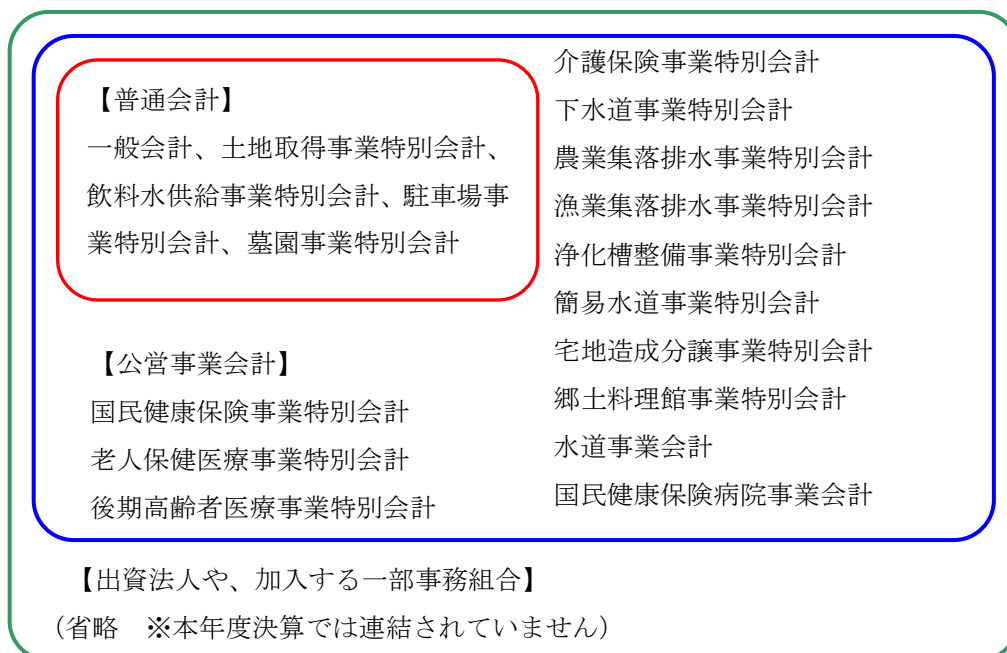 【普通会計】
一般会計、土地取得事業特別会計、
飲料水供給事業特別会計、駐車場事
業特別会計、墓園事業特別会計
【公営事業会計】
国民健康保険事業特別会計
老人保健医療事業特別会計
後期高齢者医療事業特別会計
介護保険事業特別会計
下水道事業特別会計
農業集落排水事業特別会計
漁業集落排水事業特別会計
浄化槽整備事業特別会計
簡易水道事業特別会計
宅地造成分譲事業特別会計
郷土料理館事業特別会計
水道事業会計
国民健康保険病院事業会計
【出資法人や、加入する一部事務組合】
（省略　※本年度決算では連結されていません）